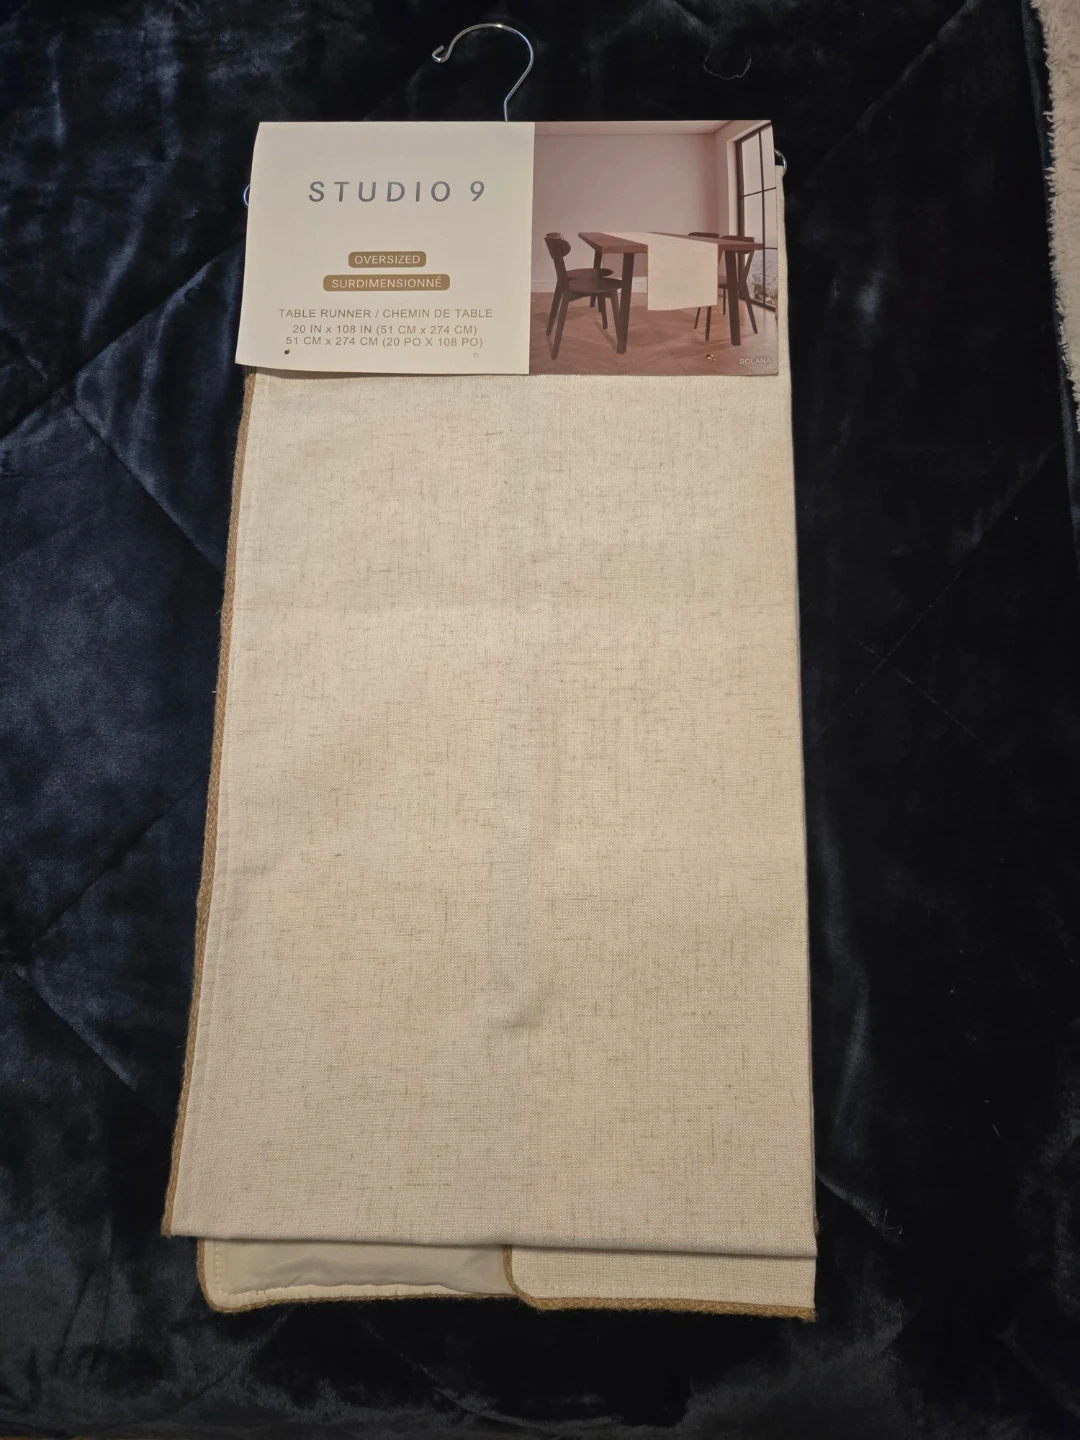 STUDIO 9
OVERSIZED
SURDIMENSIONNÉ
TABLE RUNNER / CHEMIN DE TABLE
20 IN x 108 IN (51 CM x 274 CM)
51 CM x 274 CM (20 PO X 108 PO)
SOLANA